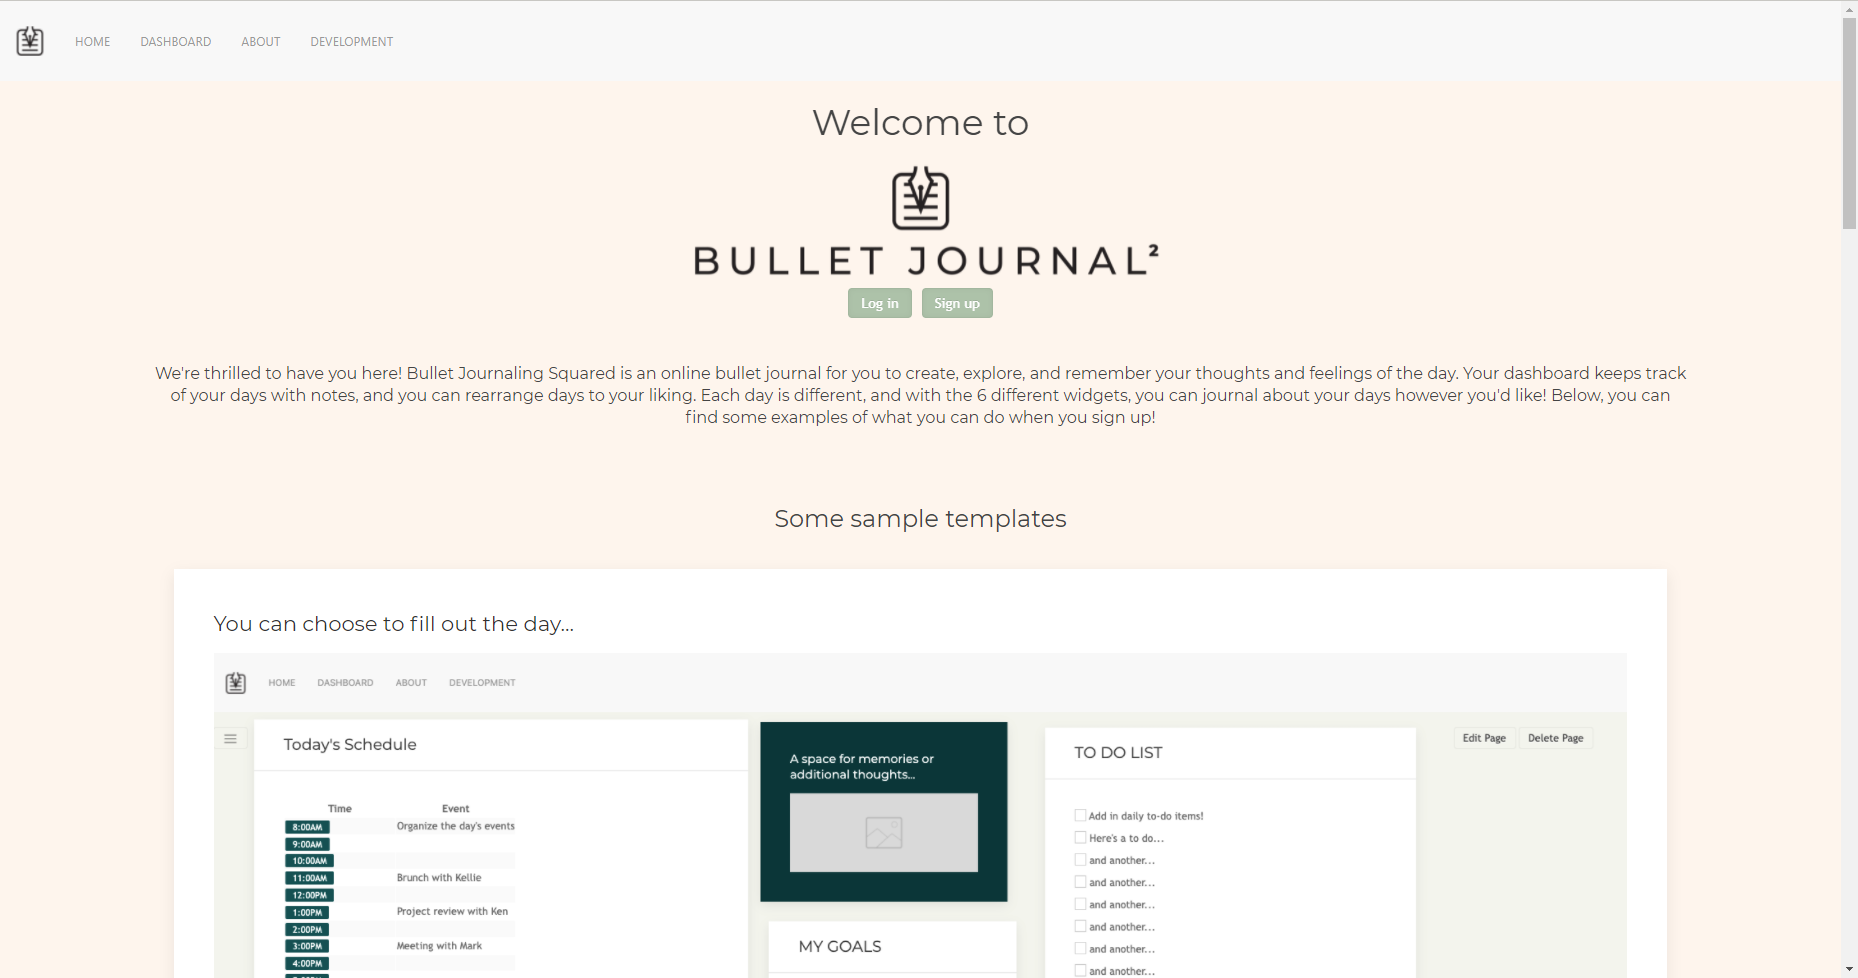 HOME DASHBOARD ABOUT DEVELOPMENT
Welcome to
BULLET JOURNAL²
Log in Sign up
We're thrilled to have you here! Bullet Journaling Squared is an online bullet journal for you to create, explore, and remember your thoughts and feelings of the day. Your dashboard keeps track
of your days with notes, and you can rearrange days to your liking. Each day is different, and with the 6 different widgets, you can journal about your days however you'd like! Below, you can
find some examples of what you can do when you sign up!
Some sample templates
You can choose to fill out the day...
HOME DASHBOARD ABOUT DEVELOPMENT
Today's Schedule
Time Event
8:00AM Organize the day's events
9:00AM
10:00AM
11:00AM Brunch with Kellie
12:00PM
1:00PM Project review with Ken
2:00PM
3:00PM Meeting with Mark
4:00PM
A space for memories or
additional thoughts...
MY GOALS
TO DO LIST
Add in daily to-do items!
Here's a to do...
and another...
and another...
and another...
and another...
and another...
and another...
Edit Page Delete Page